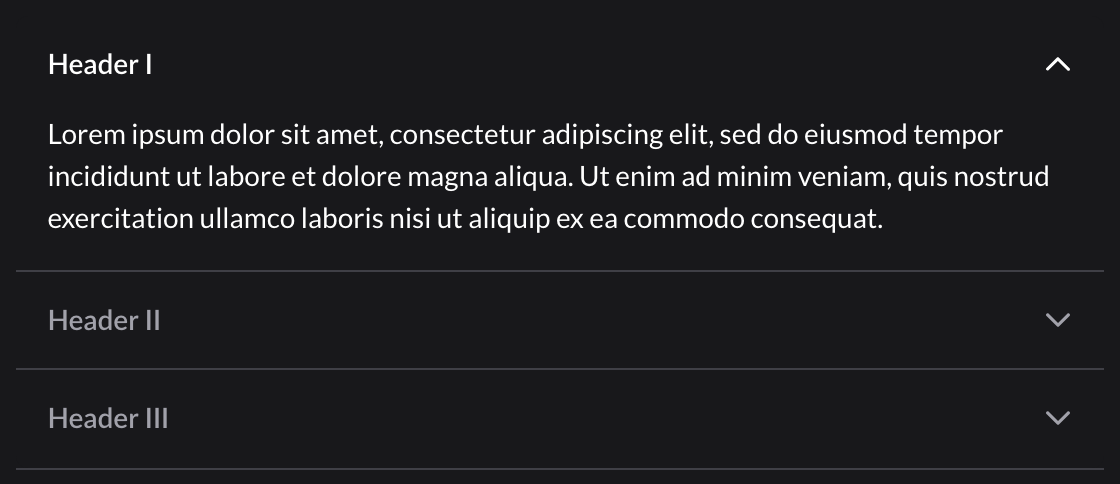 Header I
Lorem ipsum dolor sit amet, consectetur adipiscing elit, sed do eiusmod tempor
incididunt ut labore et dolore magna aliqua. Ut enim ad minim veniam, quis nostrud
exercitation ullamco laboris nisi ut aliquip ex ea commodo consequat.
Header II
Header III